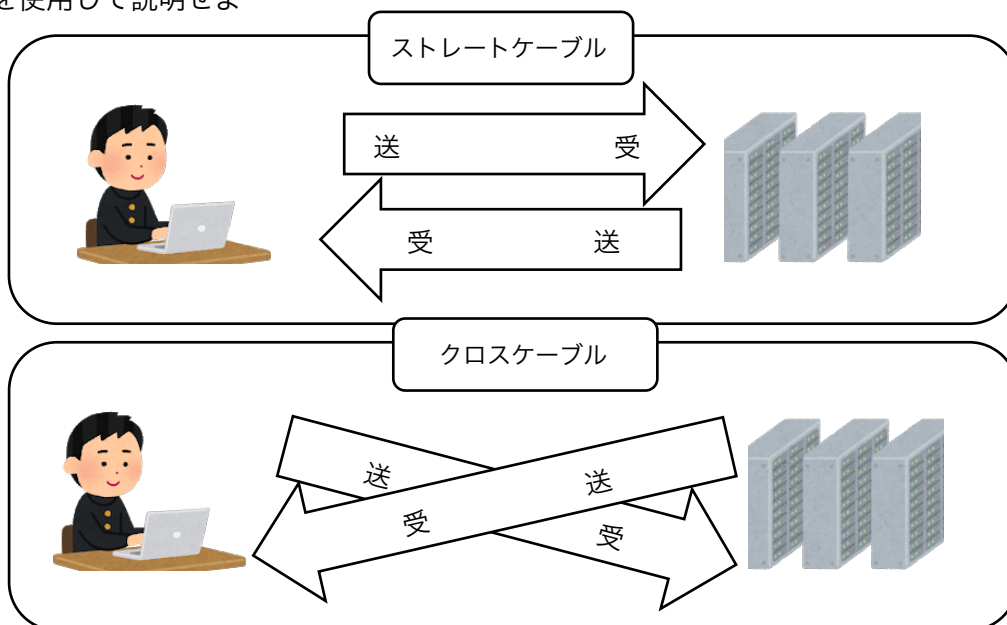 を使用して説明せよ
ストレートケーブル
送 受
受 送
クロスケーブル
送 送
受 受